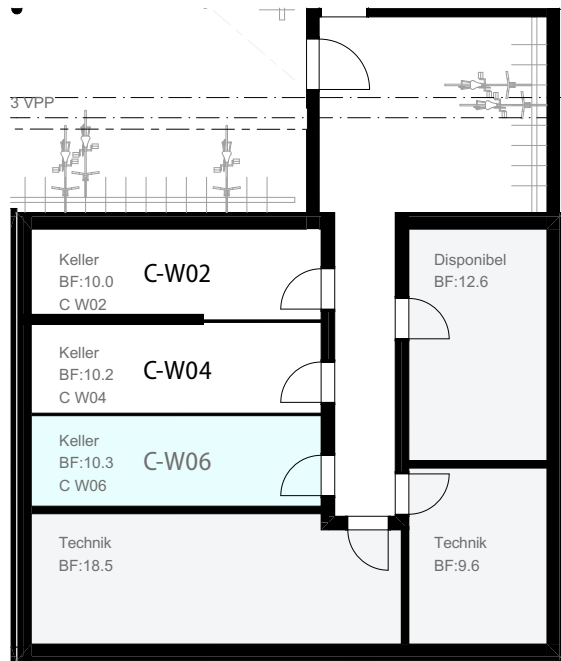 3 VPP
Keller
BF:10.0
C W02
C-W02
Disponibel
BF:12.6
Keller
BF:10.2
C W04
C-W04
Keller
BF:10.3
C W06
C-W06
Technik
BF:18.5
Technik
BF:9.6